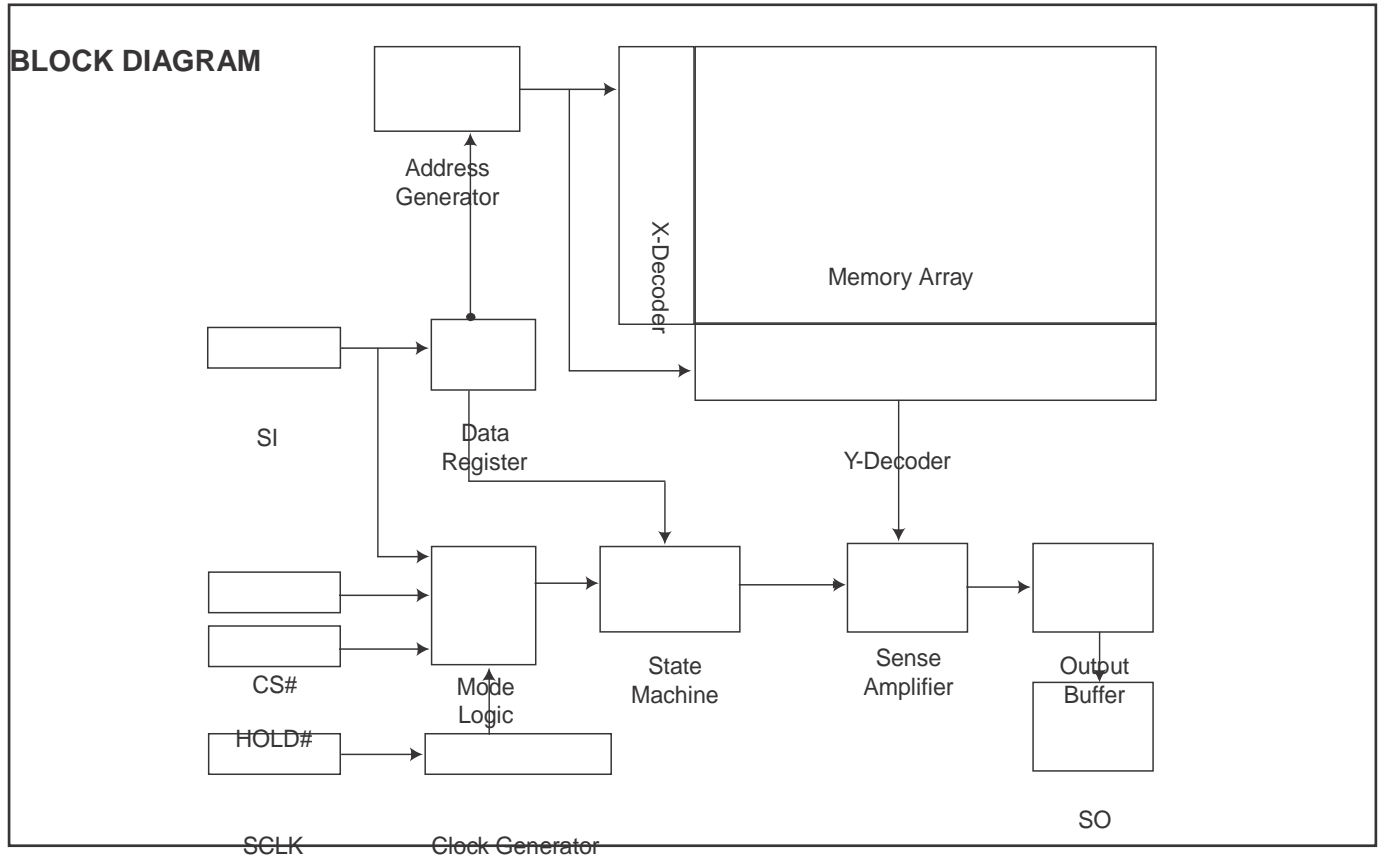 BLOCK DIAGRAM
Address
Generator
X-Decoder
Memory Array
SI
Data
Register
Y-Decoder
CS#
Mode
Logic
State
Machine
Sense
Amplifier
Output
Buffer
HOLD#
SO
SCLK
Clock Generator